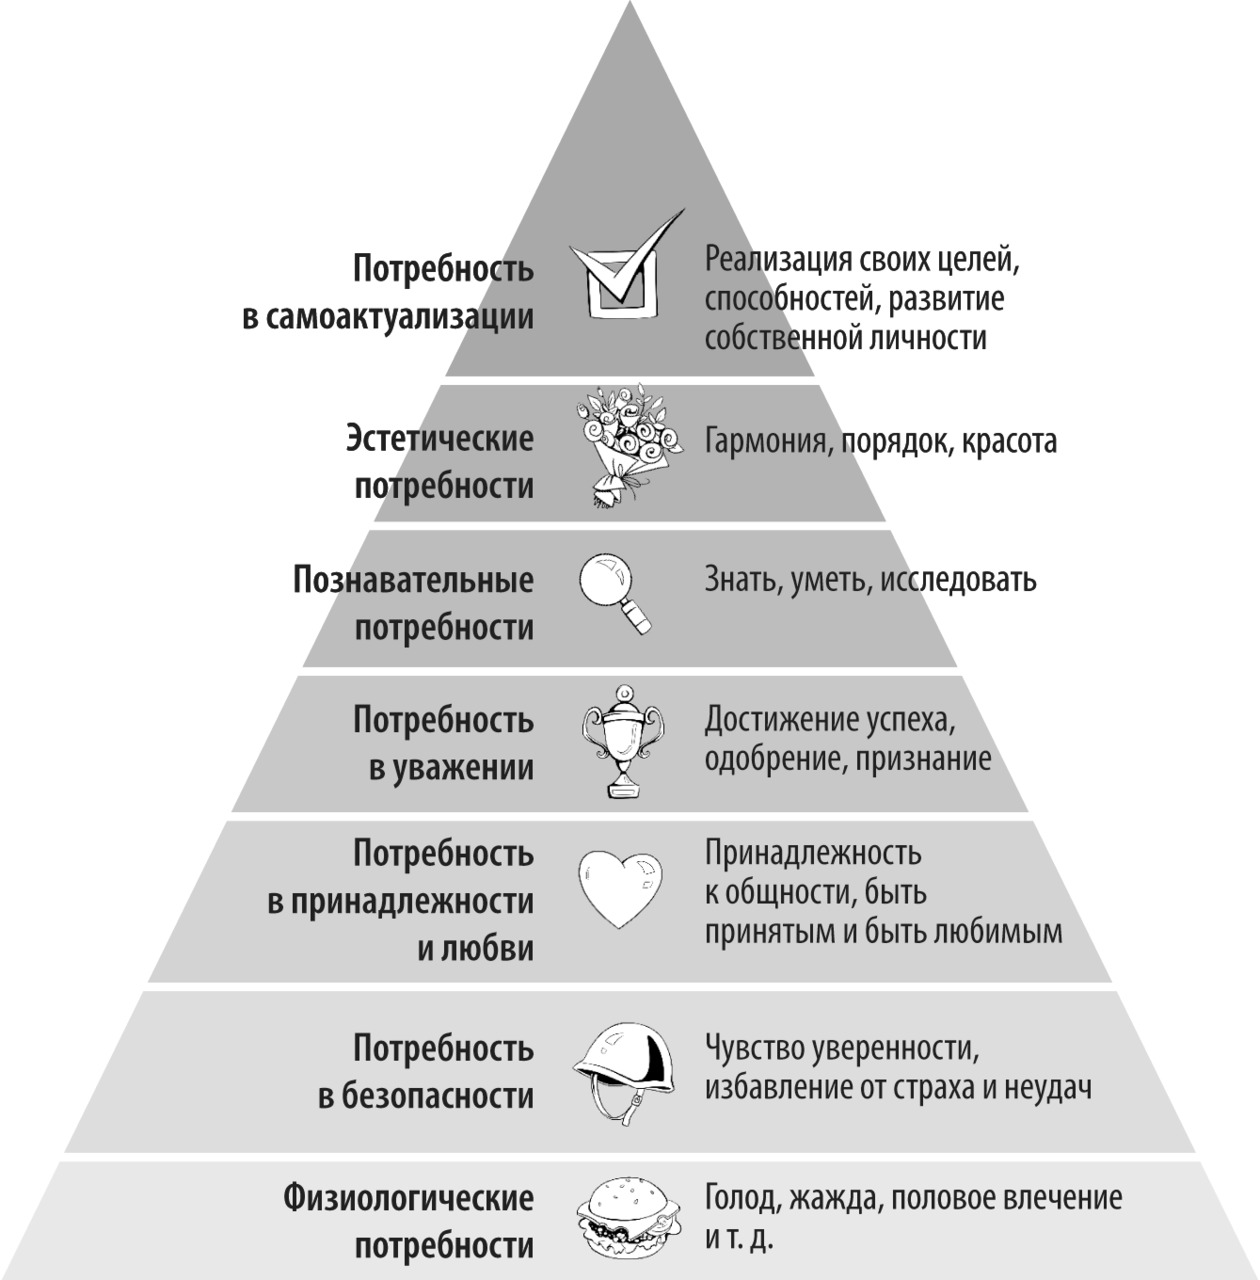 Потребность
в самоактуализации
Реализация своих целей,
способностей, развитие
собственной личности
Эстетические
потребности
Гармония, порядок, красота
Познавательные
потребности
Знать, уметь, исследовать
Потребность
в уважении
Достижение успеха,
одобрение, признание
Потребность
в принадлежности
и любви
Принадлежность
к общности, быть
принятым и быть любимым
Потребность
в безопасности
Чувство уверенности,
избавление от страха и неудач
Физиологические
потребности
Голод, жажда, половое влечение
и т. д.